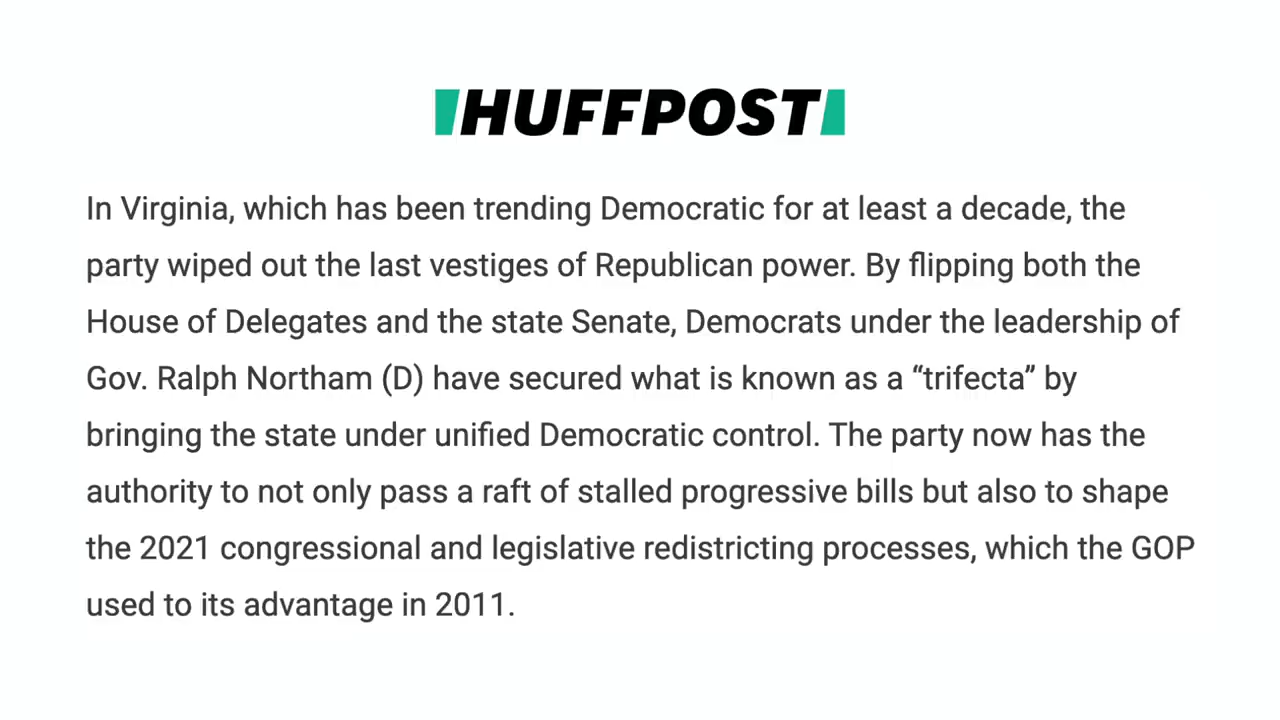 HUFFPOST
In Virginia, which has been trending Democratic for at least a decade, the
party wiped out the last vestiges of Republican power. By flipping both the
House of Delegates and the state Senate, Democrats under the leadership of
Gov. Ralph Northam (D) have secured what is known as a “trifecta” by
bringing the state under unified Democratic control. The party now has the
authority to not only pass a raft of stalled progressive bills but also to shape
the 2021 congressional and legislative redistricting processes, which the GOP
used to its advantage in 2011.